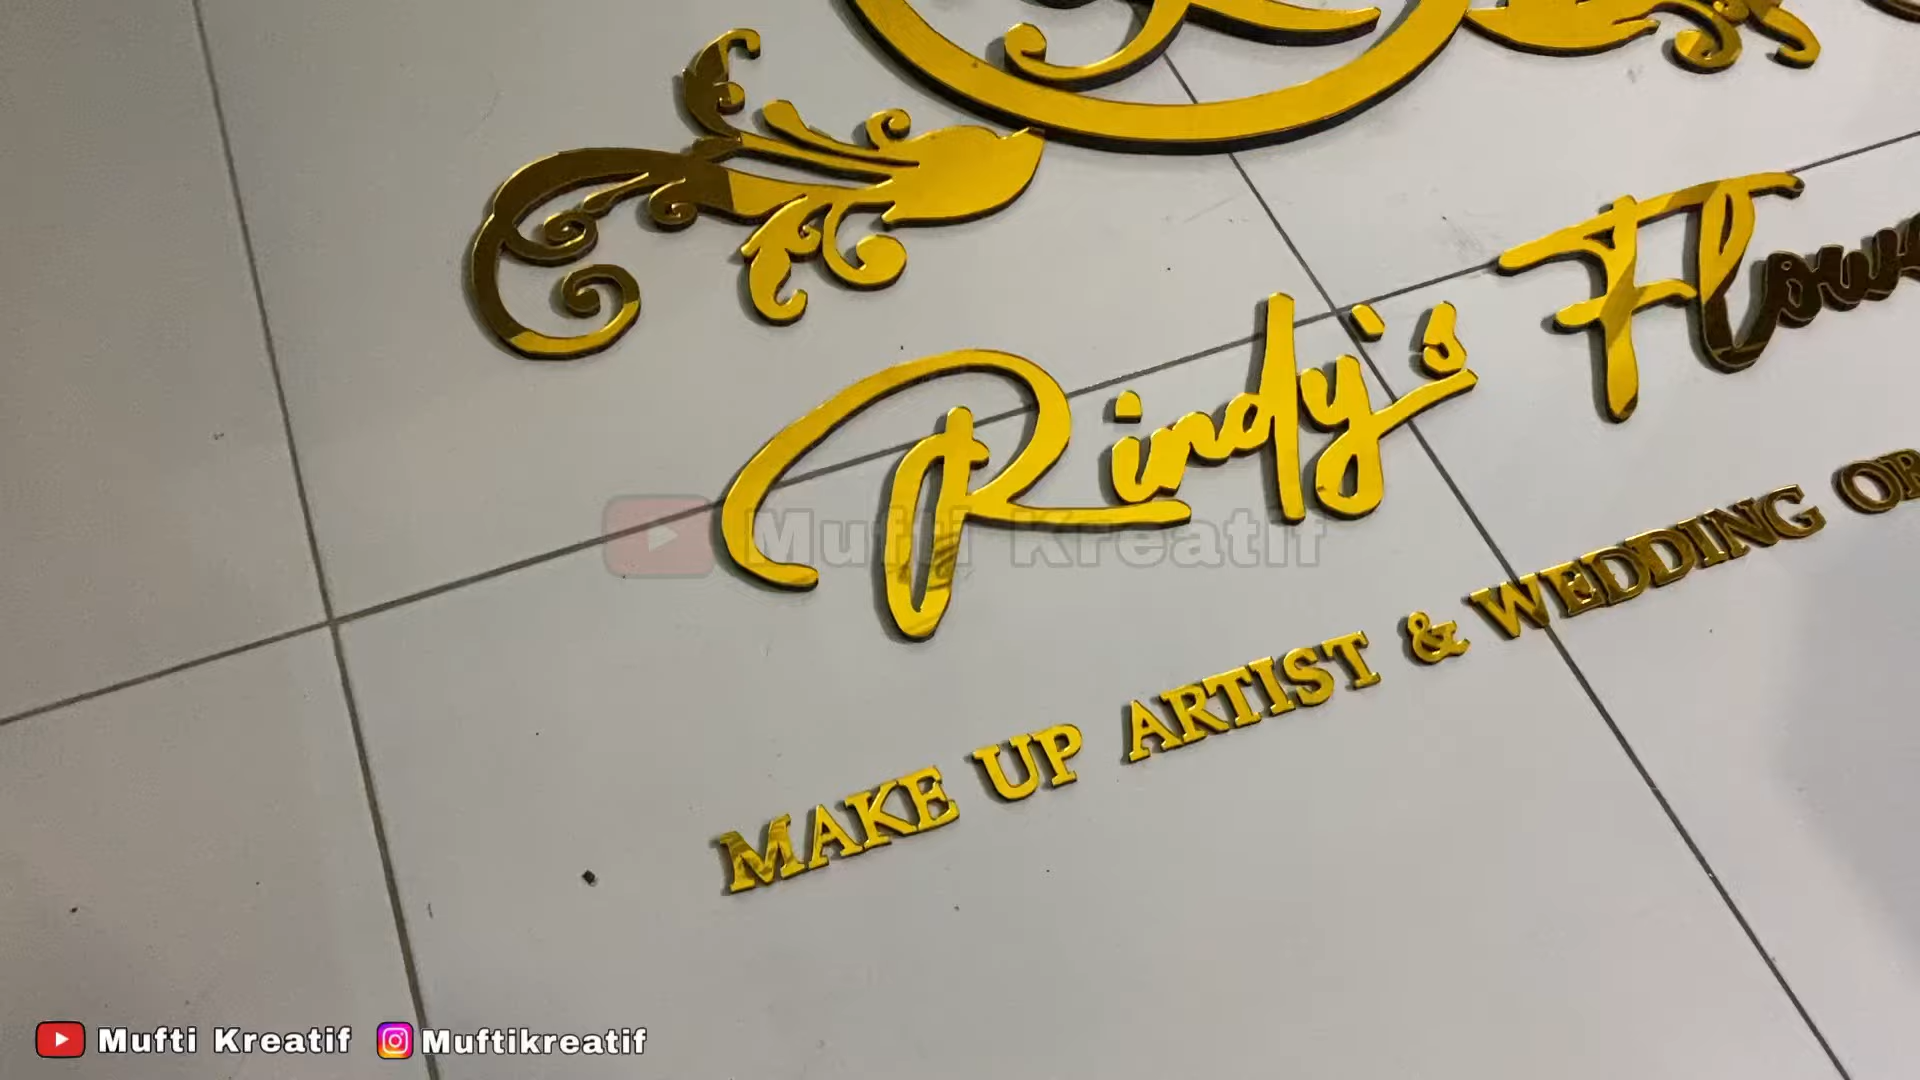 Rindy's
Mufti Kreatif
MAKE UP ARTIST & WEDDING
Mufti Kreatif Muftikreatif